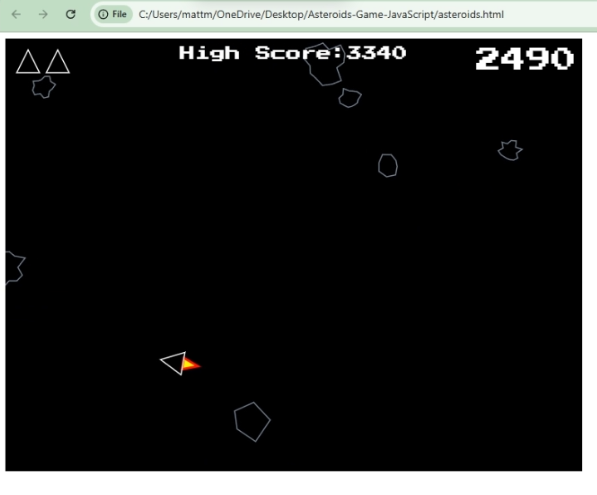 File C:/Users/mattm/OneDrive/Desktop/Asteroids-Game-JavaScript/asteroids.html
High Score:3340
2490